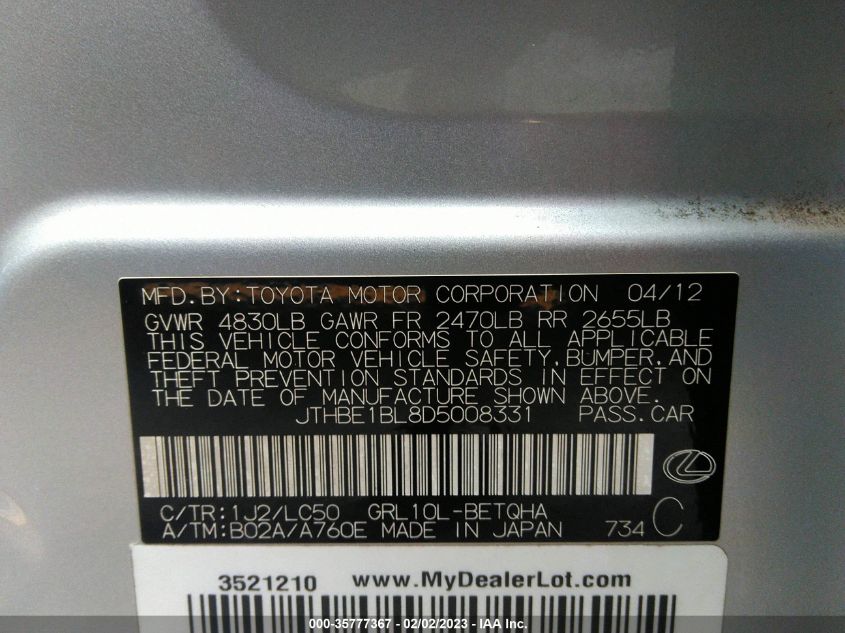 MFD.BY:TOYOTA MOTOR CORPORATION 04/12
GVWR 4830LB GAWR FR 2470LB RR 2655LB
THIS VEHICLE CONFORMS TO ALL APPLICABLE
FEDERAL MOTOR VEHICLE SAFETY,BUMPER,AND
THEFT PREVENTION STANDARDS IN EFFECT ON
THE DATE OF MANUFACTURE SHOWN ABOVE.
JTHBE1BL8D5008331 PASS.CAR
C/TR:1J2/LC50 GRL10L-BETQHA
A/TM:B02A/A760E MADE IN JAPAN 734 C
3521210 www.MyDealerLot.com
000-35777367 - 02/02/2023 - IAA Inc.